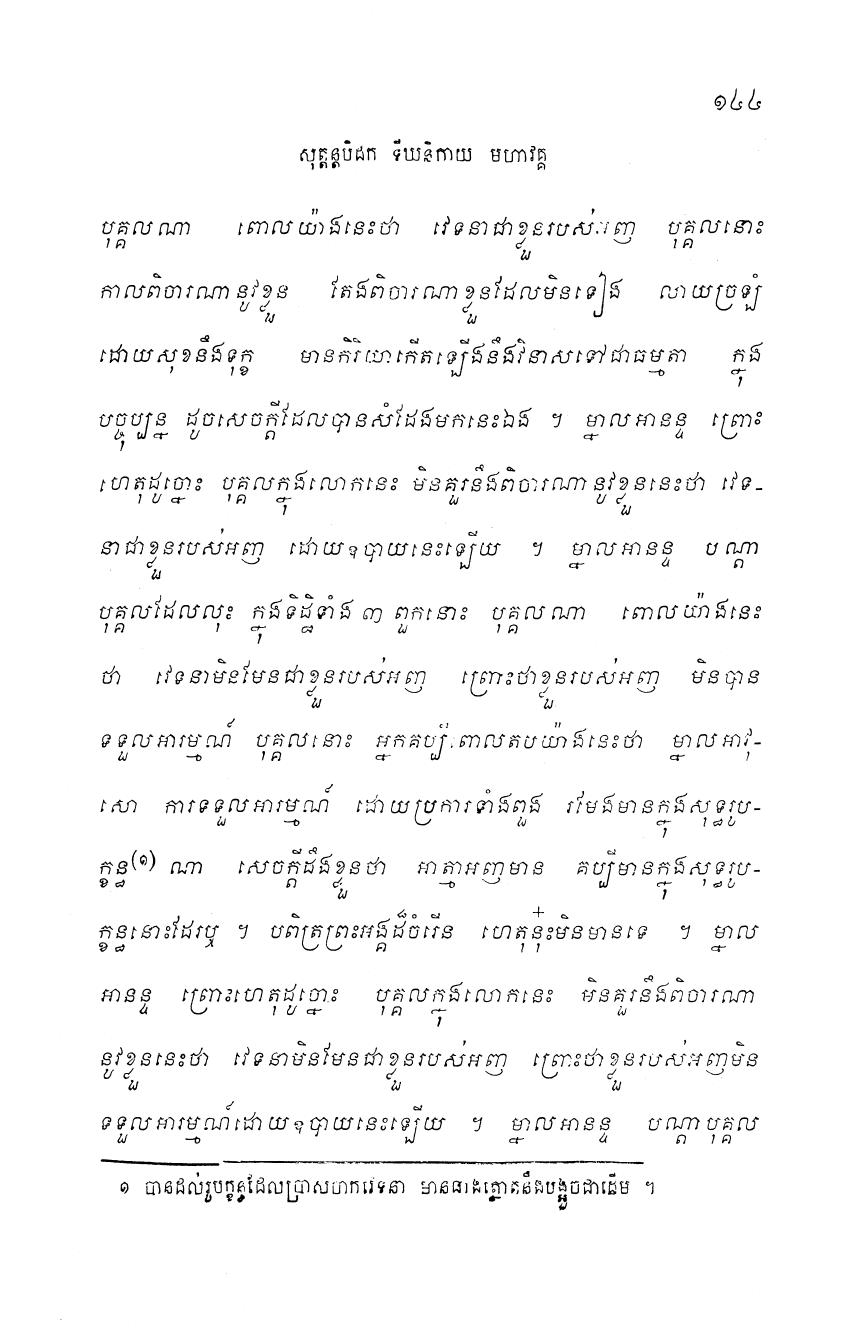 ១៤៤
សុត្តន្តបិដក ទីឃនិកាយ មហាវគ្គ
បុគ្គលណា ពោលយ៉ាងនេះថា វេទនាជាខ្លួនរបស់អញ បុគ្គលនោះ
កាលពិចារណានូវខ្លួន តែងពិចារណាខ្លួនដែលមិនទៀង លាយច្រឡំ
ដោយសុខនឹងទុក្ខ មានកិរិយាកើតឡើងនឹងវិនាសទៅជាធម្មតា ក្នុង
បច្ចុប្បន្ន ដូចសេចក្តីដែលបានសំដែងមកនេះឯង ។ ម្នាលអានន្ទ ព្រោះ
ហេតុដូច្នោះ បុគ្គលក្នុងលោកនេះ មិនគួរនឹងពិចារណានូវខ្លួននេះថា វេទ-
នាជាខ្លួនរបស់អញ ដោយឧបាយនេះឡើយ ។ ម្នាលអានន្ទ បណ្តា
បុគ្គលដែលលុះ ក្នុងទិដ្ឋិទាំង ៣ ពួកនោះ បុគ្គលណា ពោលយ៉ាងនេះ
ថា វេទនាមិនមែនជាខ្លួនរបស់អញ ព្រោះថាខ្លួនរបស់អញ មិនបាន
ទទួលអារម្មណ៍ បុគ្គលនោះ អ្នកគប្បីពោលតបយ៉ាងនេះថា ម្នាលអាវុ-
សោ ការទទួលអារម្មណ៍ ដោយប្រការទាំងពួង រមែងមានក្នុងសុទ្ធរូប-
ក្ខន្ធ(១) ណា សេចក្តីដឹងខ្លួនថា អាត្មាអញមាន គប្បីមានក្នុងសុទ្ធរូប-
ក្ខន្ធនោះដែរឬ ។ បពិត្រព្រះអង្គដ៏ចំរើន ហេតុនុ៎ះមិនមានទេ ។ ម្នាល
អានន្ទ ព្រោះហេតុដូច្នោះ បុគ្គលក្នុងលោកនេះ មិនគួរនឹងពិចារណា
នូវខ្លួននេះថា វេទនាមិនមែនជាខ្លួនរបស់អញ ព្រោះថាខ្លួនរបស់អញមិន
ទទួលអារម្មណ៍ដោយឧបាយនេះឡើយ ។ ម្នាលអានន្ទ បណ្តាបុគ្គល
១ បានដល់រូបក្ខន្ធដែលប្រាសចាកវេទនា មានធាងត្នោតនឹងបង្អួចជាដើម ។